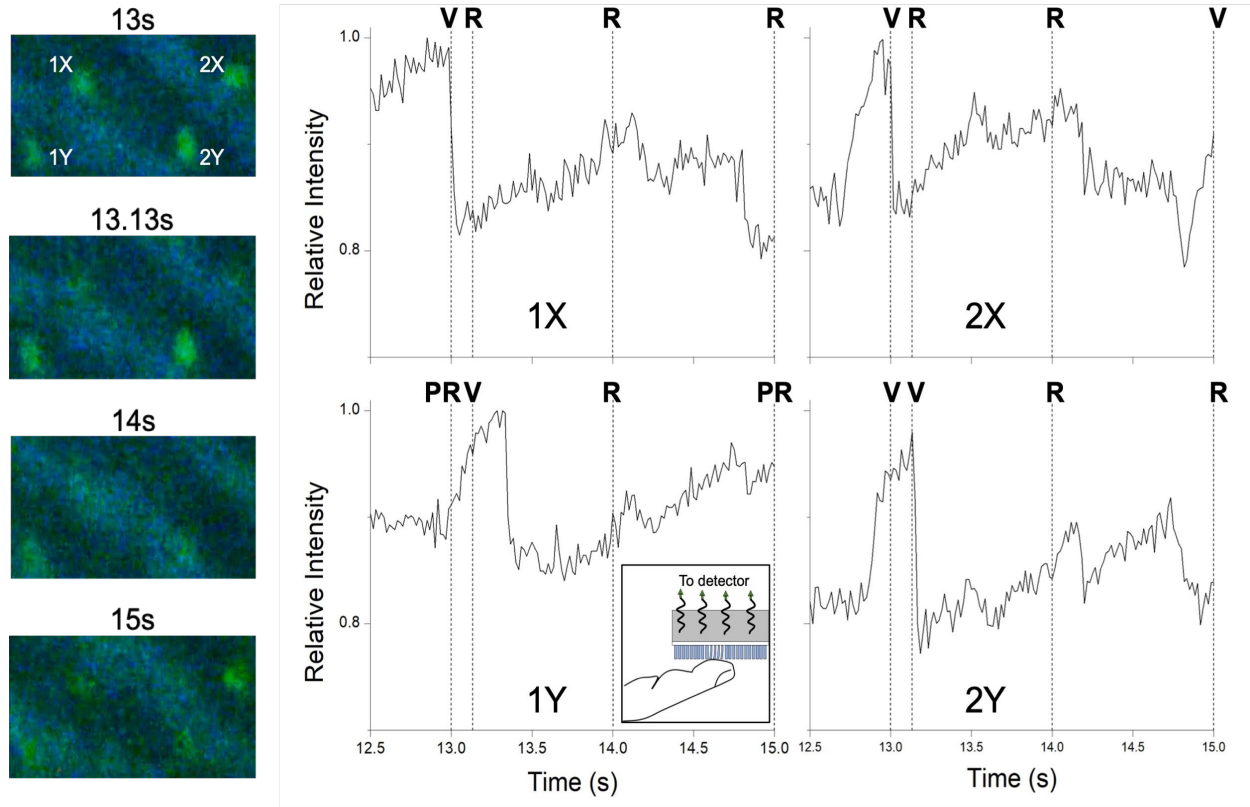 13s
1X 2X
1Y 2Y
13.13s
14s
15s
V R R R
1.0
0.8
Relative Intensity
1X
V R R V
2X
PR V R PR
1.0
0.8
Relative Intensity
To detector
1Y
12.5 13.0 13.5 14.0 14.5 15.0
Time (s)
V V R R
2Y
12.5 13.0 13.5 14.0 14.5 15.0
Time (s)